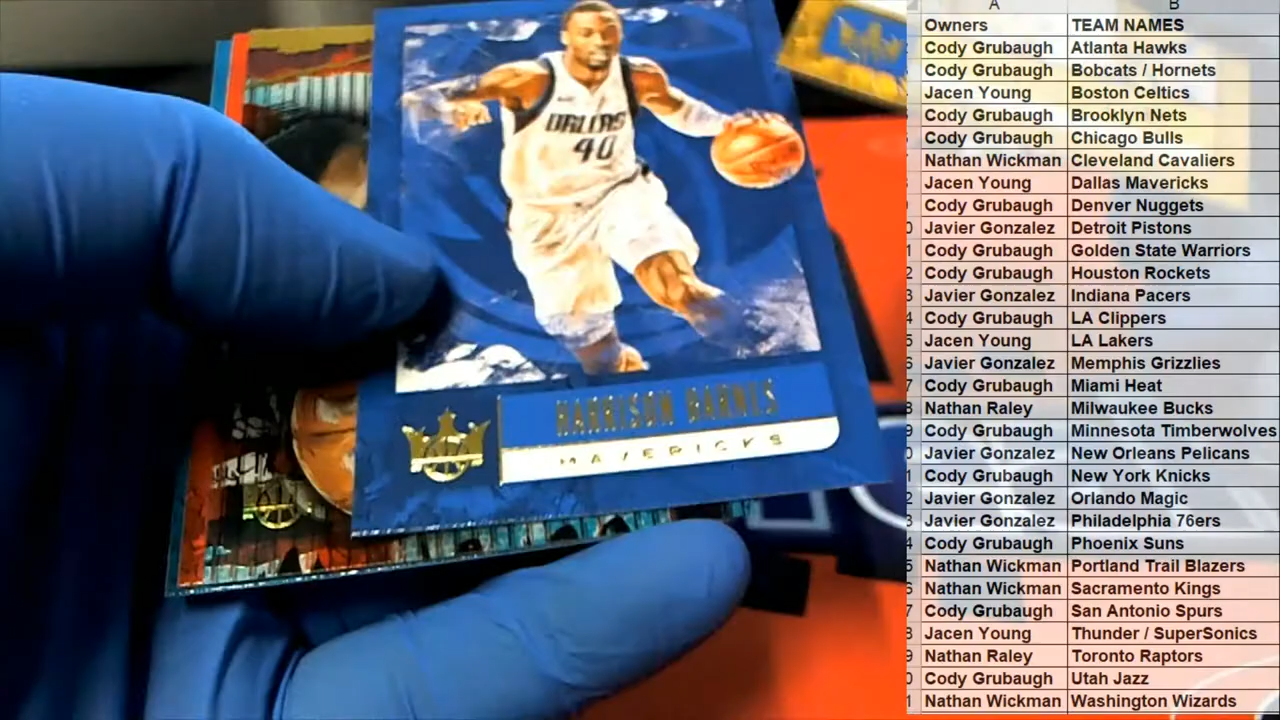 DALLAS
40
HARRISON BARNES
MAVERICKS
A B
Owners TEAM NAMES
Cody Grubaugh Atlanta Hawks
Cody Grubaugh Bobcats / Hornets
Jacen Young Boston Celtics
Cody Grubaugh Brooklyn Nets
Cody Grubaugh Chicago Bulls
Nathan Wickman Cleveland Cavaliers
Jacen Young Dallas Mavericks
Cody Grubaugh Denver Nuggets
Javier Gonzalez Detroit Pistons
Cody Grubaugh Golden State Warriors
Cody Grubaugh Houston Rockets
Javier Gonzalez Indiana Pacers
Cody Grubaugh LA Clippers
Jacen Young LA Lakers
Javier Gonzalez Memphis Grizzlies
Cody Grubaugh Miami Heat
Nathan Raley Milwaukee Bucks
Cody Grubaugh Minnesota Timberwolves
Javier Gonzalez New Orleans Pelicans
Cody Grubaugh New York Knicks
Javier Gonzalez Orlando Magic
Javier Gonzalez Philadelphia 76ers
Cody Grubaugh Phoenix Suns
Nathan Wickman Portland Trail Blazers
Nathan Wickman Sacramento Kings
Cody Grubaugh San Antonio Spurs
Jacen Young Thunder / SuperSonics
Nathan Raley Toronto Raptors
Cody Grubaugh Utah Jazz
Nathan Wickman Washington Wizards